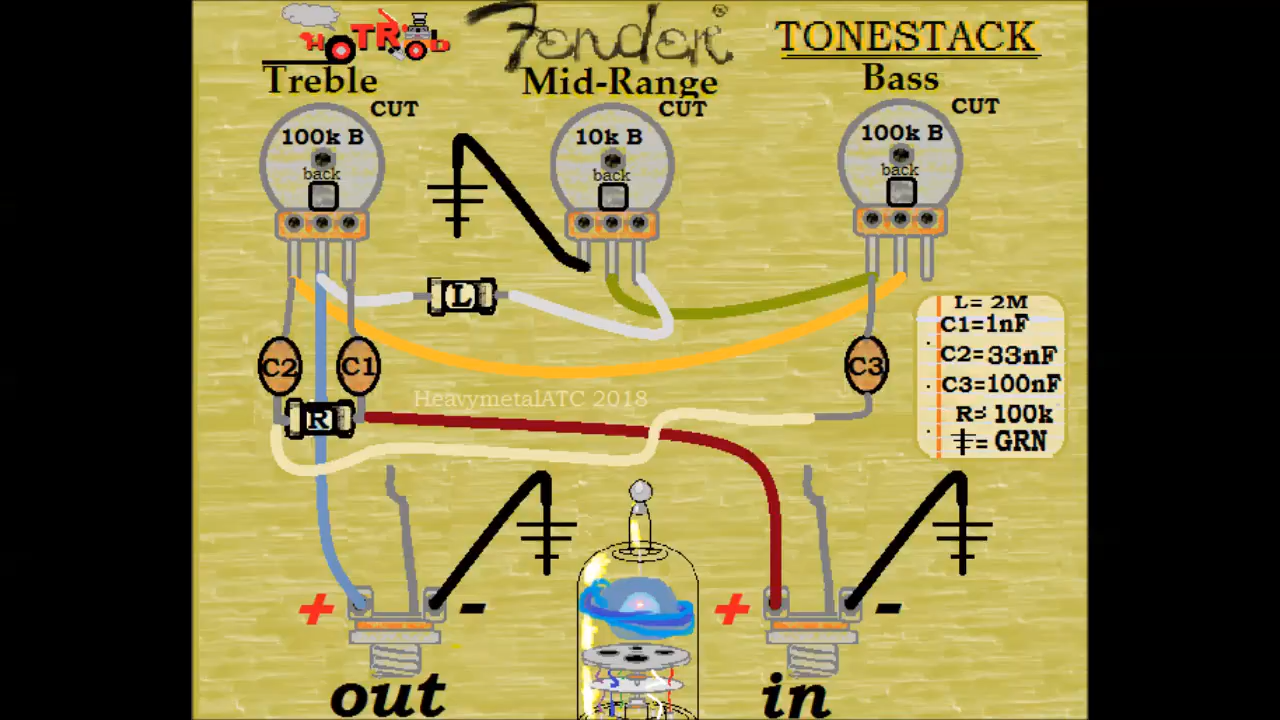 HTRD
Fender®
TONESTACK
Treble
Mid-Range
Bass
CUT
CUT
CUT
100k B
10k B
100k B
back
back
back
L
L= 2M
C1=1nF
C2=33nF
C3=100nF
R= 100k
= GRN
C2
C1
C3
HeavymetalATC 2018
R
+
-
+
-
out
in